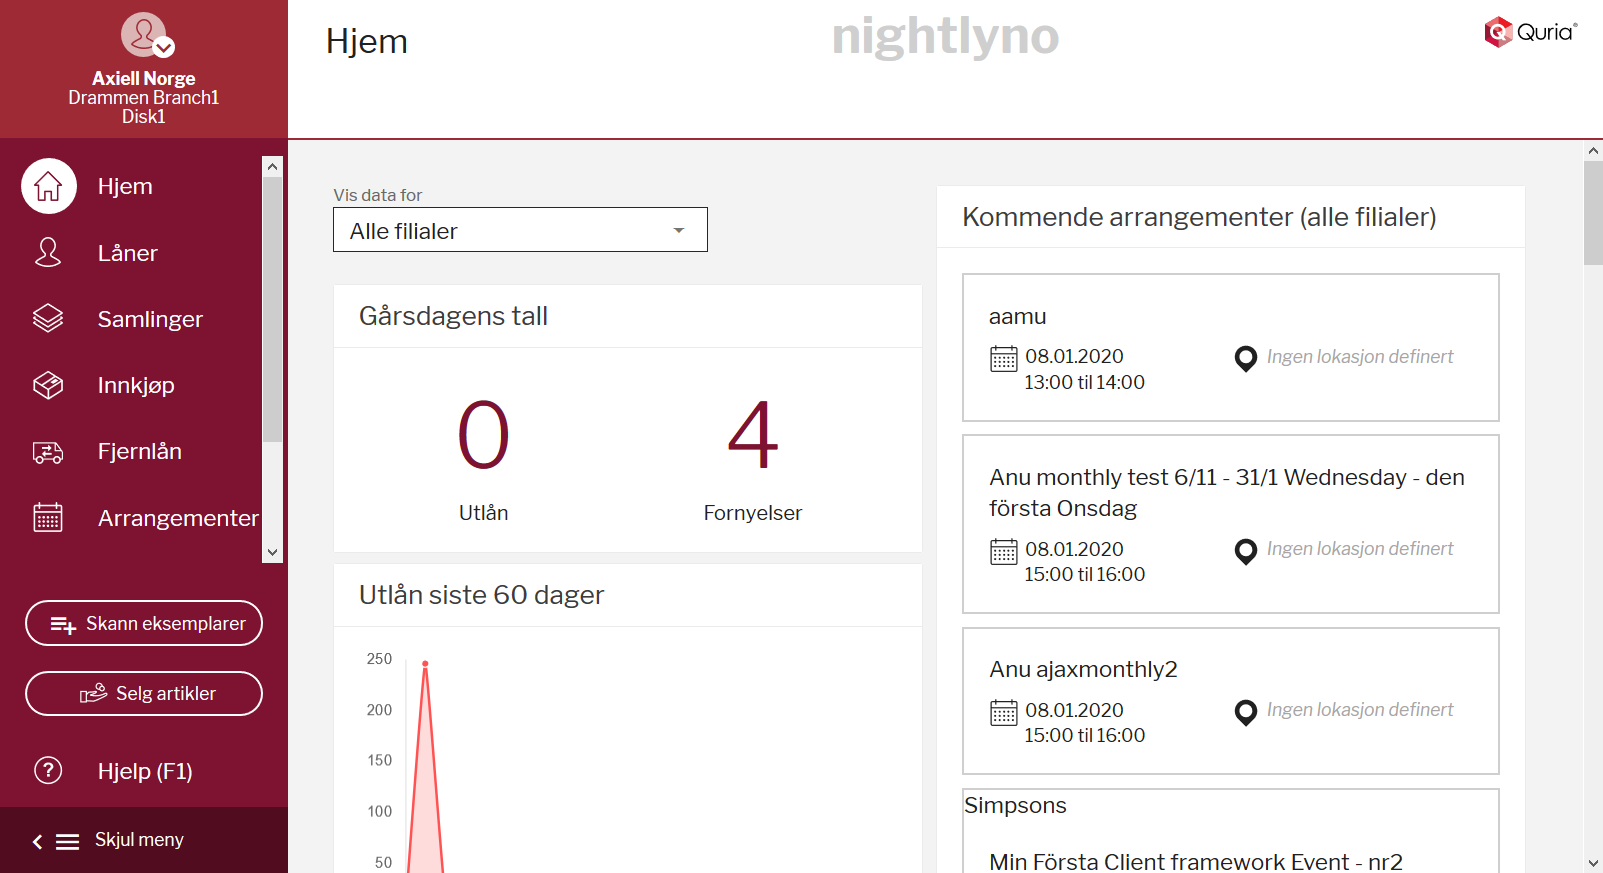 Axiell Norge
Drammen Branch1
Disk1
Hjem
Låner
Samlinger
Innkjøp
Fjernlån
Arrangementer
Skann eksemplarer
Selg artikler
? Hjelp (F1)
Skjul meny
Hjem
nightlyno
Quria®
Vis data for
Alle filialer
Gårsdagens tall
0
Utlån
4
Fornyelser
Utlån siste 60 dager
250
200
150
100
50
Kommende arrangementer (alle filialer)
aamu
08.01.2020
13:00 til 14:00
Ingen lokasjon definert
Anu monthly test 6/11 - 31/1 Wednesday - den
första Onsdag
08.01.2020
15:00 til 16:00
Ingen lokasjon definert
Anu ajaxmonthly2
08.01.2020
15:00 til 16:00
Ingen lokasjon definert
Simpsons
Min Första Client framework Event - nr2